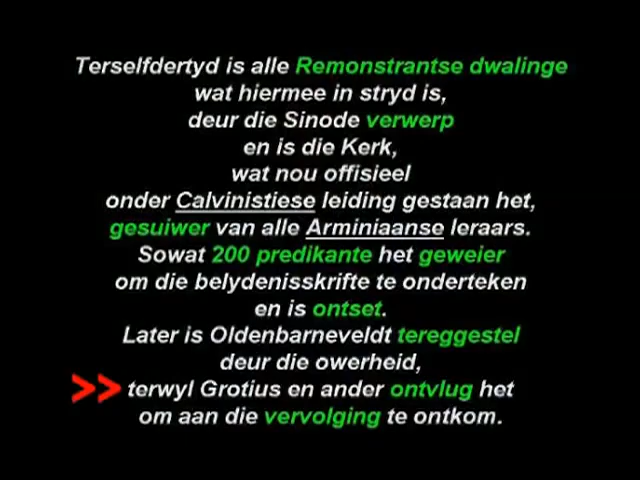 Terselfdertyd is alle Remonstrantse dwalinge
wat hiermee in stryd is,
deur die Sinode verwerp
en is die Kerk,
wat nou offisieel
onder Calvinistiese leiding gestaan het,
gesuiwer van alle Arminiaanse leraars.
Sowat 200 predikante het geweier
om die belydenisskrifte te onderteken
en is ontset.
Later is Oldenbarneveldt tereggestel
deur die owerheid,
>> terwyl Grotius en ander ontvlug het
om aan die vervolging te ontkom.